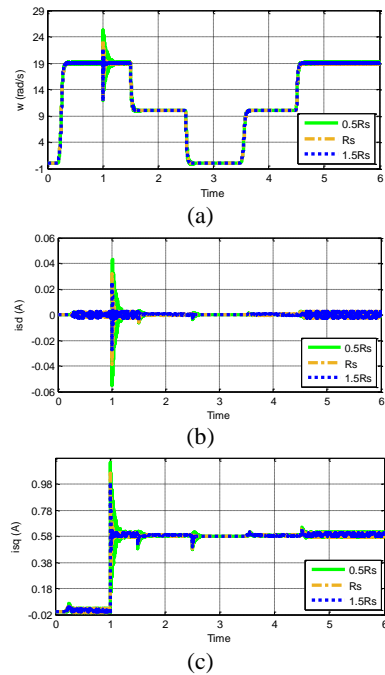 29
24
19
14
9
4
-1
w (rad/s)
0 1 2 3 4 5 6
Time
0.5Rs
Rs
1.5Rs
(a)
0.06
0.04
0.02
0
-0.02
-0.04
-0.06
isd (A)
0 1 2 3 4 5 6
Time
0.5Rs
Rs
1.5Rs
(b)
0.98
0.78
0.58
0.38
0.18
-0.02
isq (A)
0 1 2 3 4 5 6
Time
0.5Rs
Rs
1.5Rs
(c)